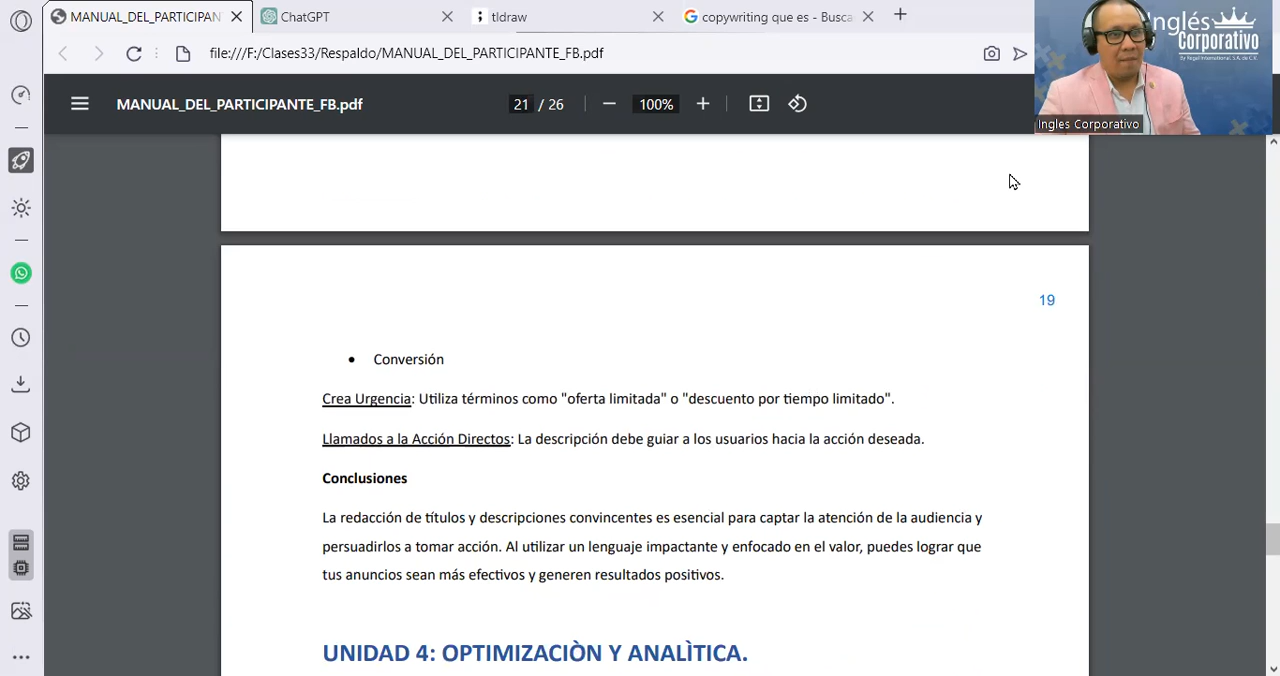 MANUAL_DEL_PARTICIPAN
ChatGPT
tldraw
copywriting que es - Busca
file:///F:/Clases33/Respaldo/MANUAL_DEL_PARTICIPANTE_FB.pdf
MANUAL_DEL_PARTICIPANTE_FB.pdf
21 / 26
100%
Inglés
Corporativo
By Regel International, S.A. de C.V.
Ingles Corporativo
19
• Conversión
Crea Urgencia: Utiliza términos como "oferta limitada" o "descuento por tiempo limitado".
Llamados a la Acción Directos: La descripción debe guiar a los usuarios hacia la acción deseada.
Conclusiones
La redacción de títulos y descripciones convincentes es esencial para captar la atención de la audiencia y
persuadirlos a tomar acción. Al utilizar un lenguaje impactante y enfocado en el valor, puedes lograr que
tus anuncios sean más efectivos y generen resultados positivos.
UNIDAD 4: OPTIMIZACIÒN Y ANALÌTICA.